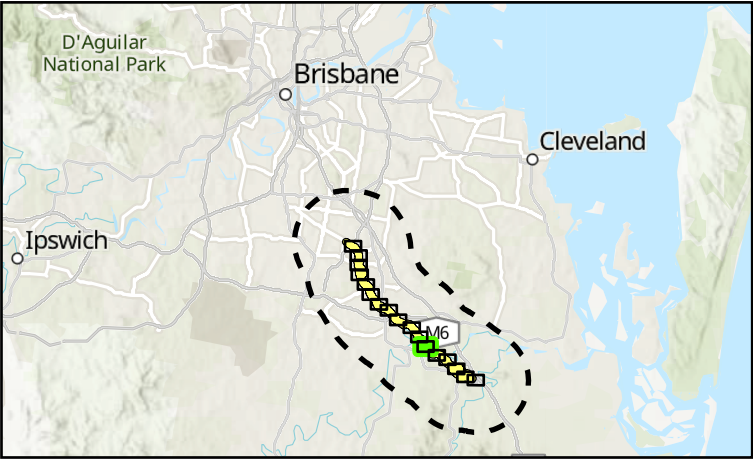 D'Aguilar
National Park
Brisbane
Cleveland
Ipswich
M6